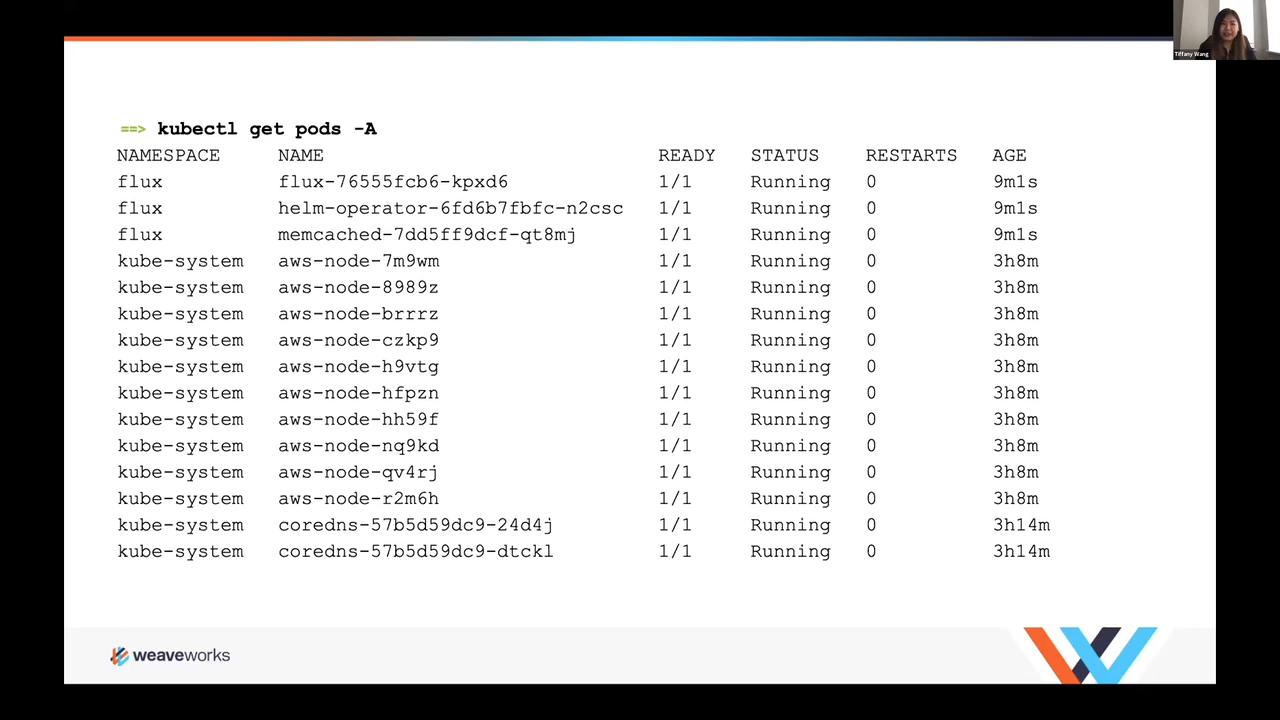 Tiffany Wang
==> kubectl get pods -A
NAMESPACE NAME READY STATUS RESTARTS AGE
flux flux-76555fcb6-kpxd6 1/1 Running 0 9m1s
flux helm-operator-6fd6b7fbfc-n2csc 1/1 Running 0 9m1s
flux memcached-7dd5ff9dcf-qt8mj 1/1 Running 0 9m1s
kube-system aws-node-7m9wm 1/1 Running 0 3h8m
kube-system aws-node-8989z 1/1 Running 0 3h8m
kube-system aws-node-brrrz 1/1 Running 0 3h8m
kube-system aws-node-czkp9 1/1 Running 0 3h8m
kube-system aws-node-h9vtg 1/1 Running 0 3h8m
kube-system aws-node-hfpzn 1/1 Running 0 3h8m
kube-system aws-node-hh59f 1/1 Running 0 3h8m
kube-system aws-node-nq9kd 1/1 Running 0 3h8m
kube-system aws-node-qv4rj 1/1 Running 0 3h8m
kube-system aws-node-r2m6h 1/1 Running 0 3h8m
kube-system coredns-57b5d59dc9-24d4j 1/1 Running 0 3h14m
kube-system coredns-57b5d59dc9-dtckl 1/1 Running 0 3h14m
weaveworks